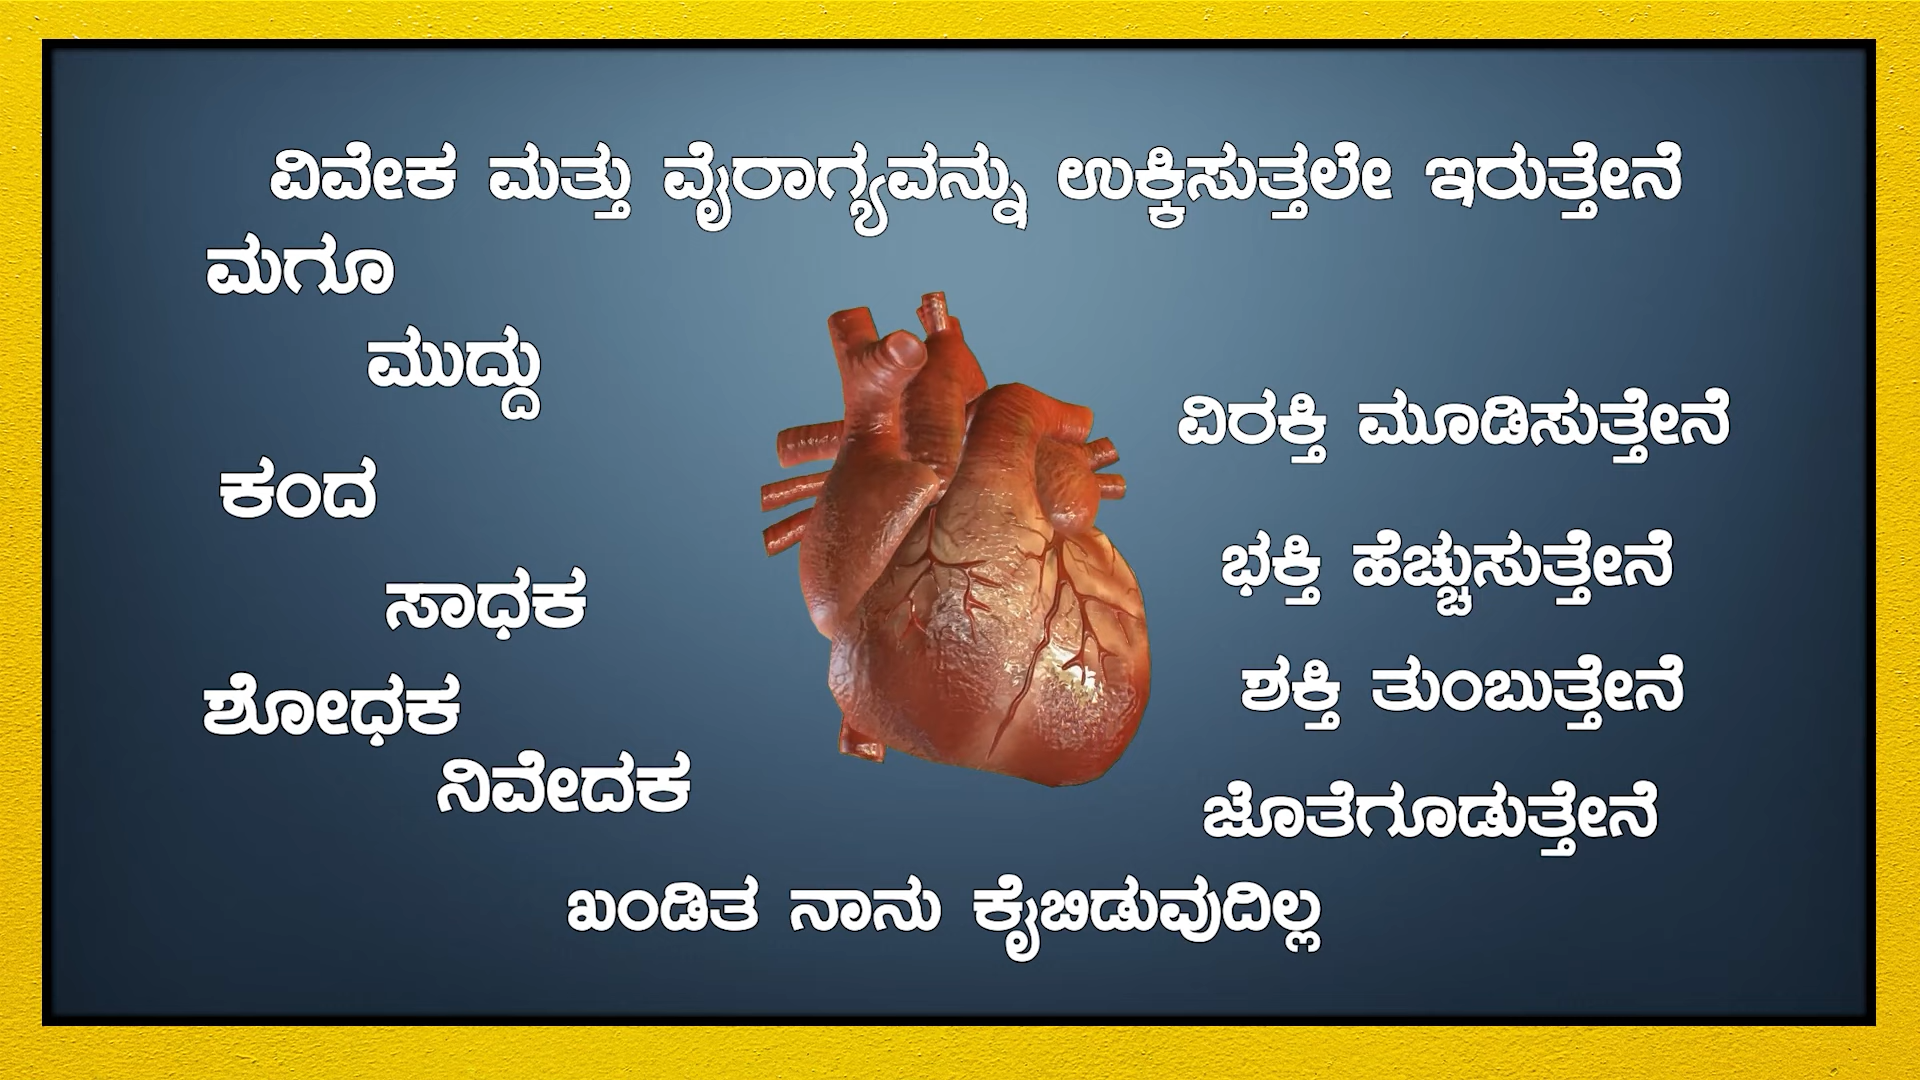 ವಿವೇಕ ಮತ್ತು ವೈರಾಗ್ಯವನ್ನು ಉಕ್ಕಿಸುತ್ತಲೇ ಇರುತ್ತೇನೆ
ಮಗೂ
ಮುದ್ದು
ಕಂದ
ಸಾಧಕ
ಶೋಧಕ
ನಿವೇದಕ
ವಿರಕ್ತಿ ಮೂಡಿಸುತ್ತೇನೆ
ಭಕ್ತಿ ಹೆಚ್ಚುಸುತ್ತೇನೆ
ಶಕ್ತಿ ತುಂಬುತ್ತೇನೆ
ಜೊತೆಗೂಡುತ್ತೇನೆ
ಖಂಡಿತ ನಾನು ಕೈಬಿಡುವುದಿಲ್ಲ